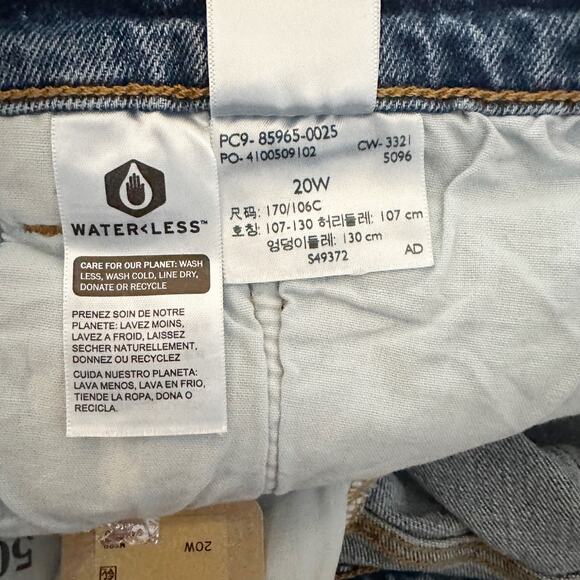 WATER<LESS™
CARE FOR OUR PLANET: WASH
LESS, WASH COLD, LINE DRY,
DONATE OR RECYCLE
PRENEZ SOIN DE NOTRE
PLANETE: LAVEZ MOINS,
LAVEZ A FROID, LAISSEZ
SECHER NATURELLEMENT,
DONNEZ OU RECYCLEZ
CUIDA NUESTRO PLANETA:
LAVA MENOS, LAVA EN FRIO,
TIENDE LA ROPA, DONA O
RECICLA.
PC9- 85965-0025
PO- 4100509102 CW- 3321
5096
20W
尺码: 170/106C
호칭: 107-130 허리둘레: 107 cm
엉덩이둘레: 130 cm
S49372 AD
20W
50